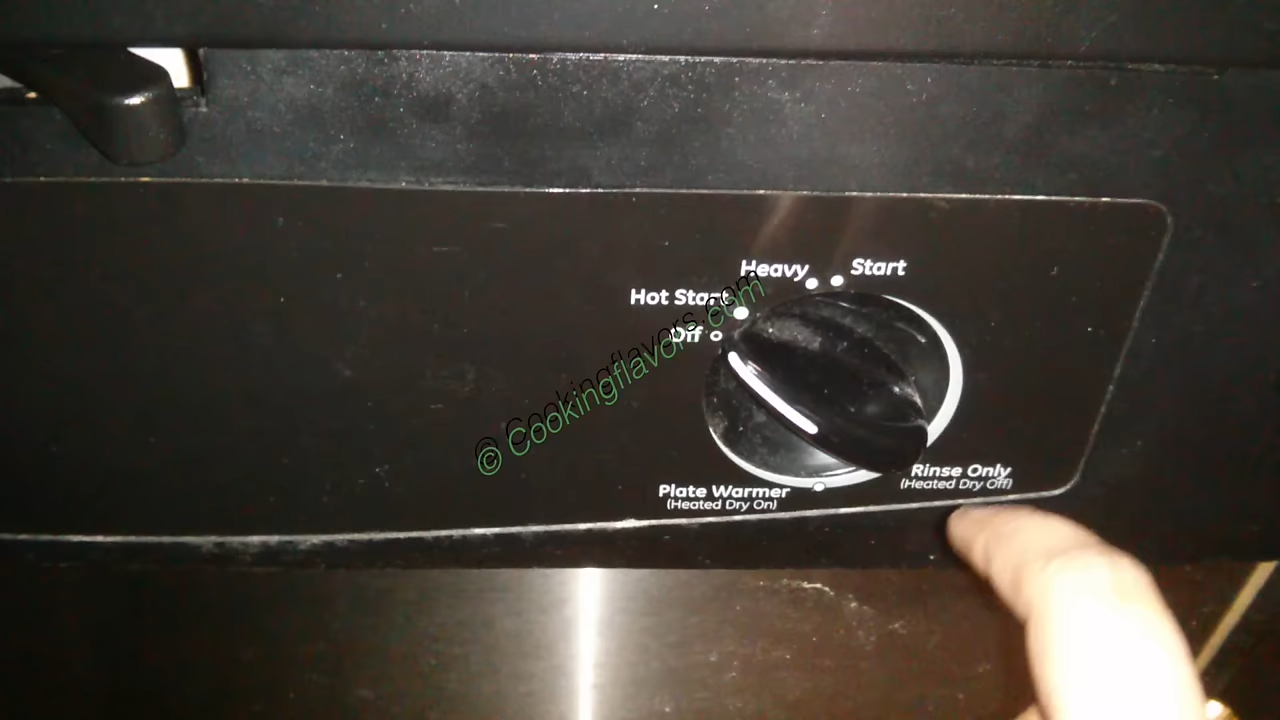 Heavy
Start
Hot Start
Off
© Cookingflavors.com
Rinse Only
(Heated Dry Off)
Plate Warmer
(Heated Dry On)